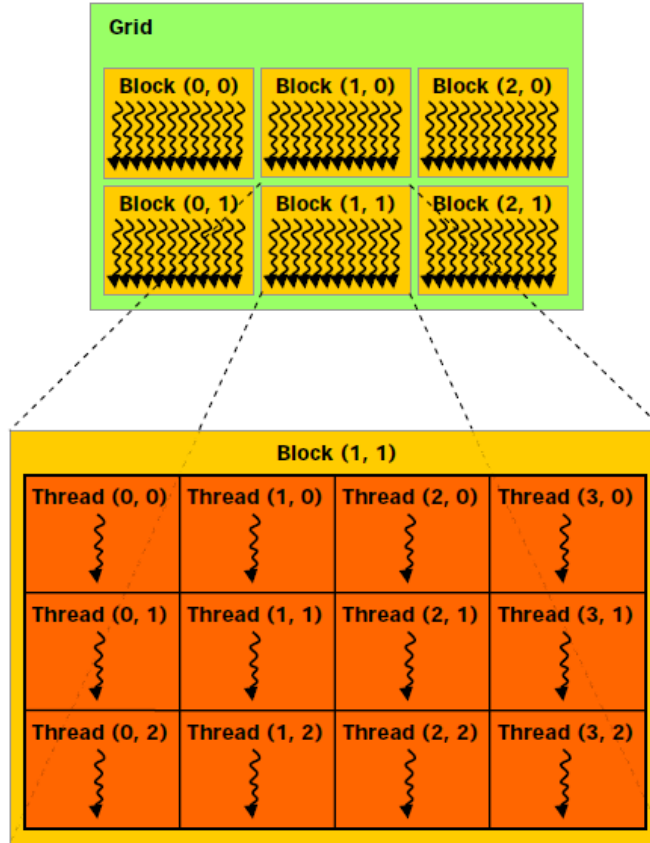 Grid
Block (0, 0) Block (1, 0) Block (2, 0)
Block (0, 1) Block (1, 1) Block (2, 1)
Block (1, 1)
Thread (0, 0) Thread (1, 0) Thread (2, 0) Thread (3, 0)
Thread (0, 1) Thread (1, 1) Thread (2, 1) Thread (3, 1)
Thread (0, 2) Thread (1, 2) Thread (2, 2) Thread (3, 2)